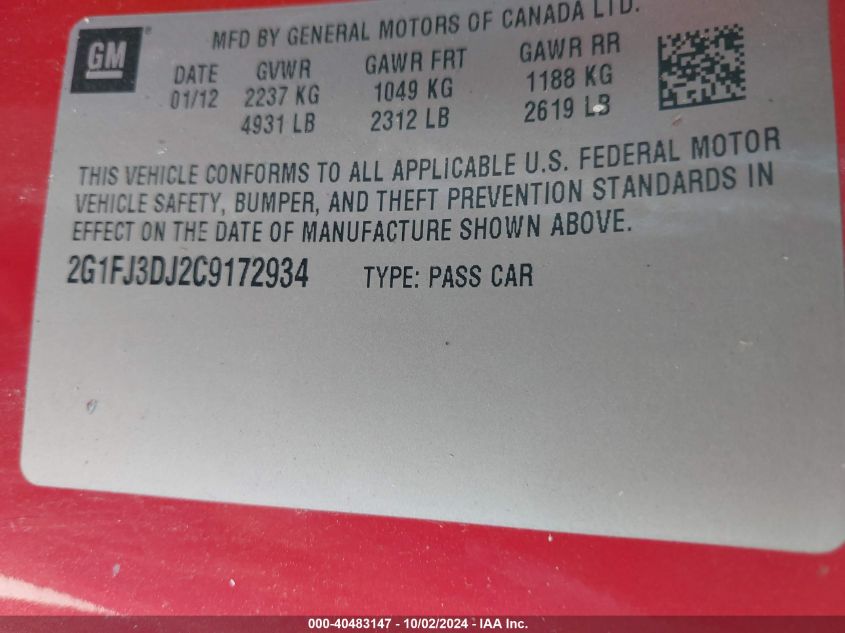 GM
MFD BY GENERAL MOTORS OF CANADA LTD.
DATE GVWR GAWR FRT GAWR RR
01/12 2237 KG 1049 KG 1188 KG
4931 LB 2312 LB 2619 LB
THIS VEHICLE CONFORMS TO ALL APPLICABLE U.S. FEDERAL MOTOR
VEHICLE SAFETY, BUMPER, AND THEFT PREVENTION STANDARDS IN
EFFECT ON THE DATE OF MANUFACTURE SHOWN ABOVE.
2G1FJ3DJ2C9172934 TYPE: PASS CAR
000-40483147 - 10/02/2024 - IAA Inc.